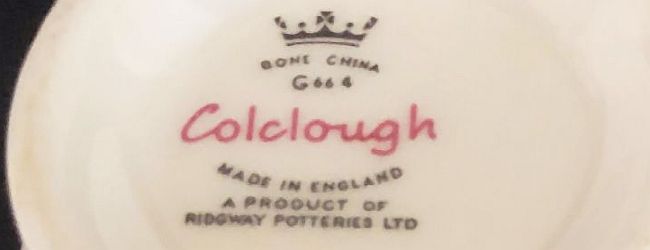 BONE CHINA
G664
Colclough
MADE IN ENGLAND
A PRODUCT OF
RIDGWAY POTTERIES LTD